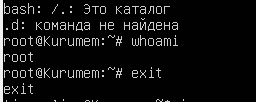 bash: /.: Это каталог
.d: команда не найдена
root@Kurumem:~# whoami
root
root@Kurumem:~# exit
exit